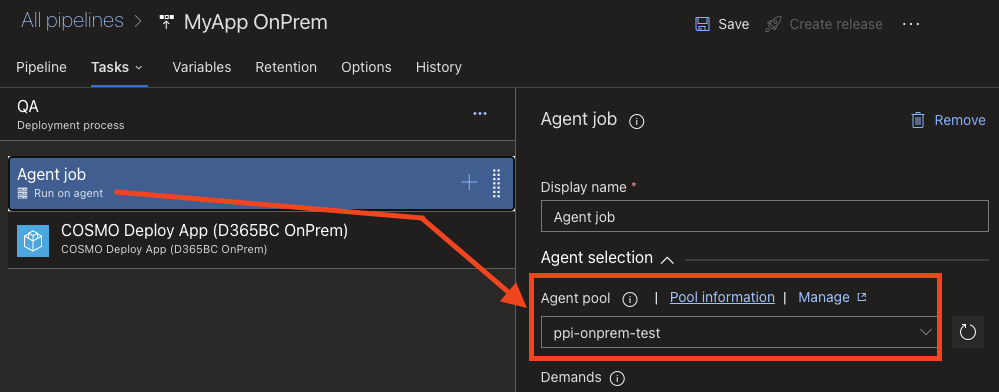 All pipelines > MyApp OnPrem
Save Create release ...
Pipeline Tasks Variables Retention Options History
QA
Deployment process
...
Agent job
Run on agent
COSMO Deploy App (D365BC OnPrem)
COSMO Deploy App (D365BC OnPrem)
Agent job
Remove
Display name *
Agent job
Agent selection
Agent pool | Pool information | Manage
ppi-onprem-test
Demands